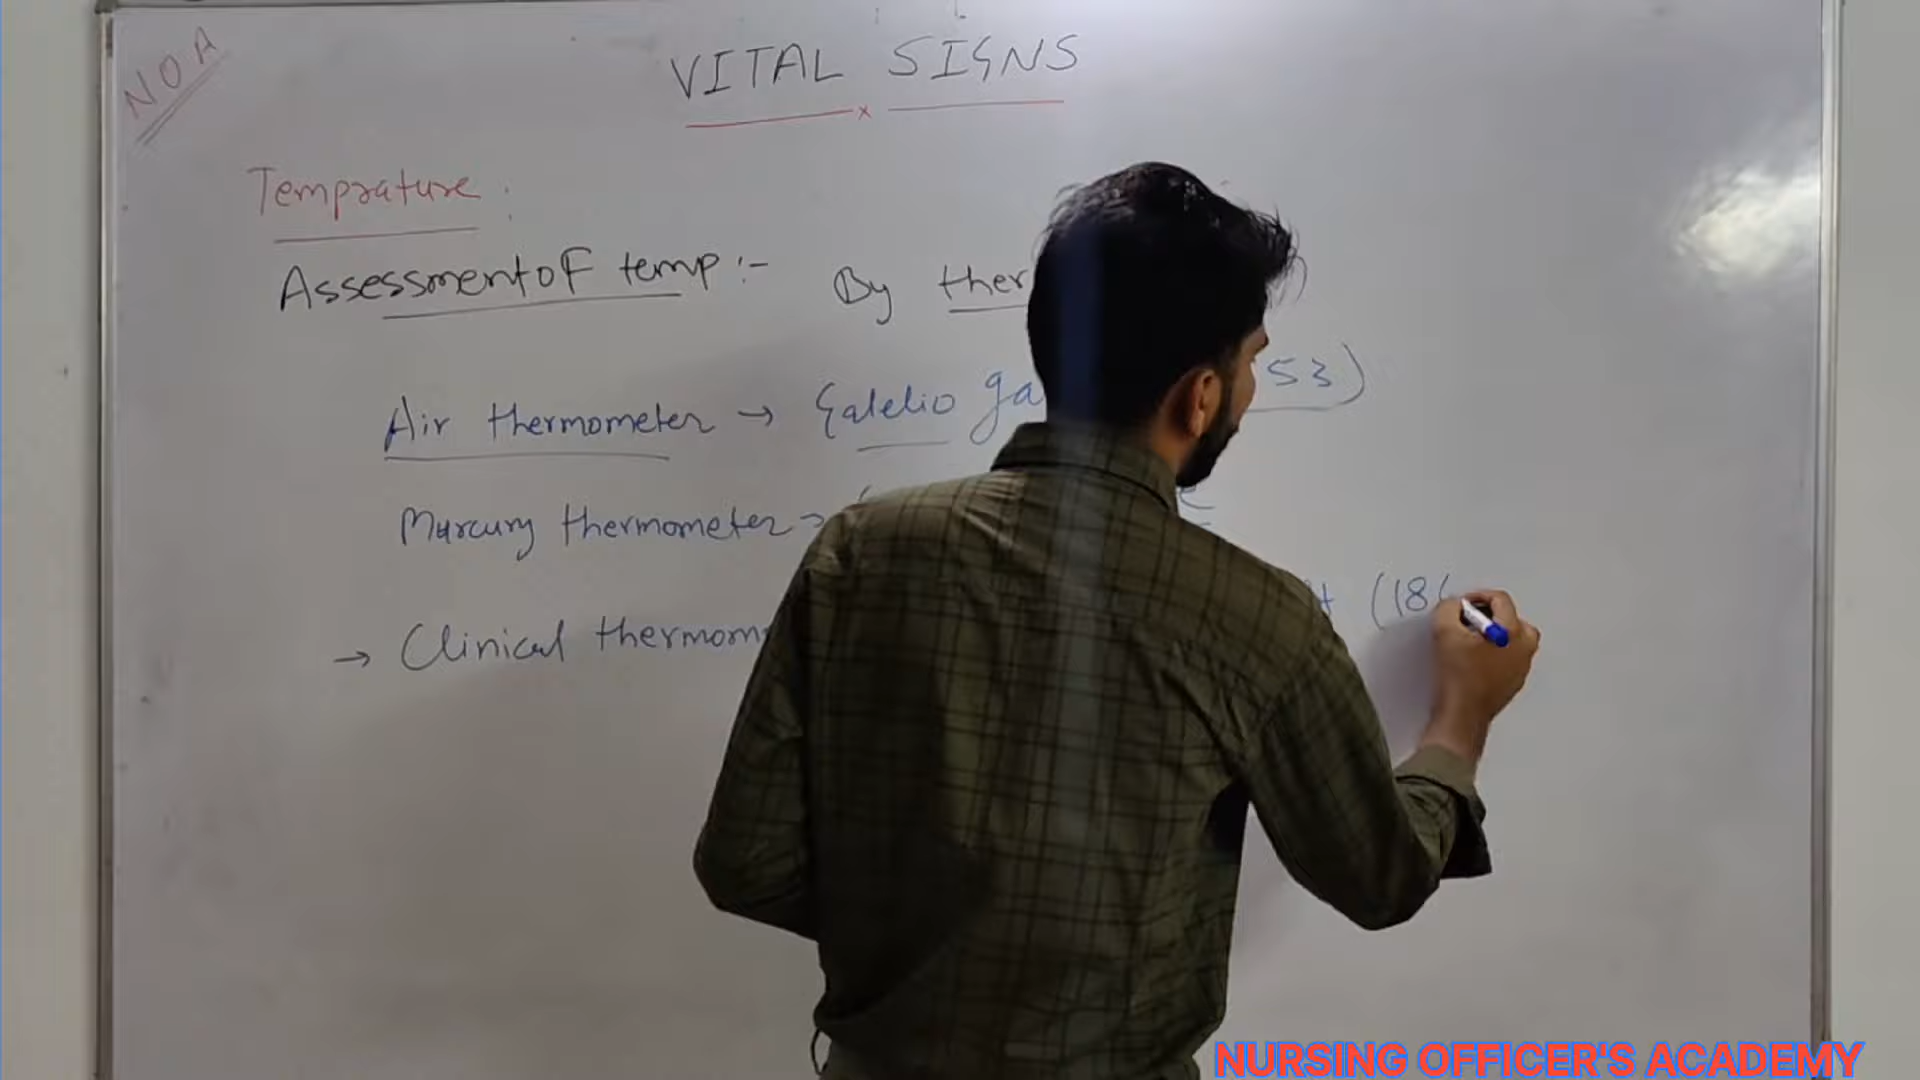 NOA
VITAL SIGNS
x
Temprature :
Assessment of temp :- By ther
Air thermometer → Galelio ga 53)
Murcury thermometer →
→ Clinical thermom (18
NURSING OFFICER'S ACADEMY